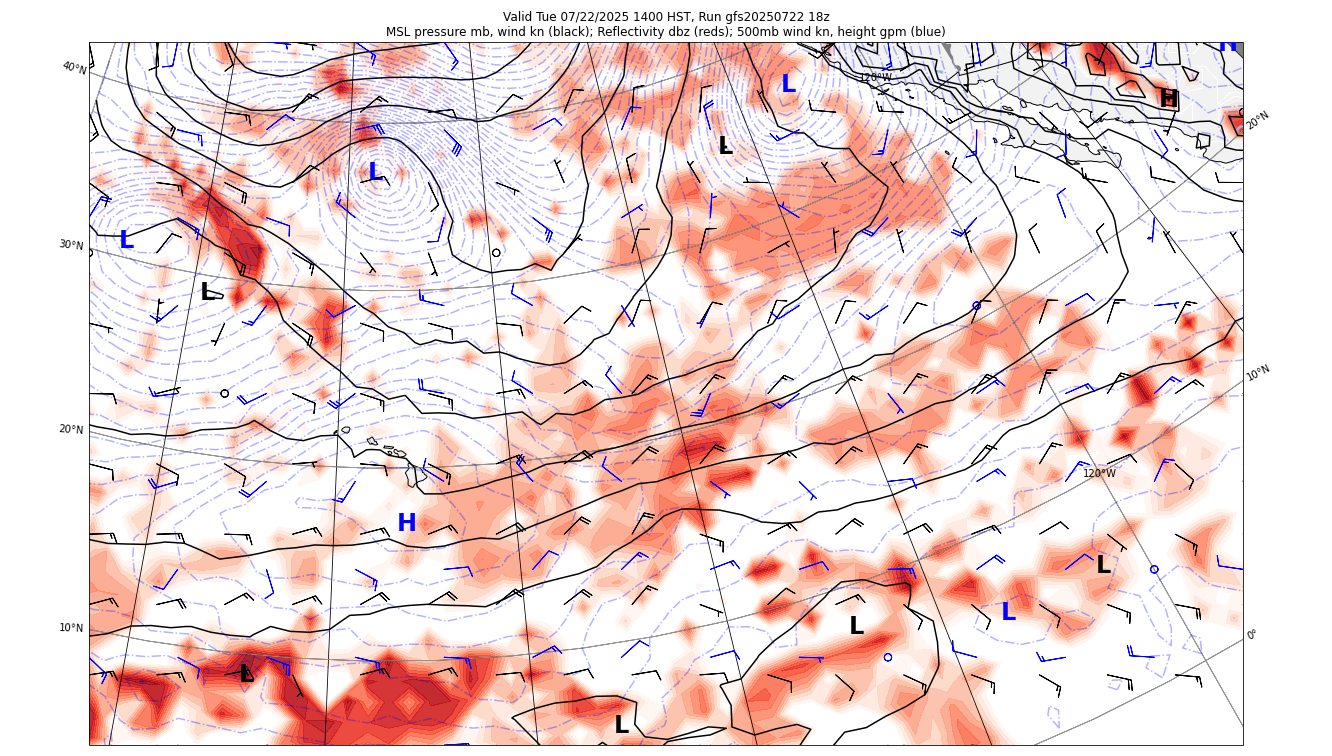 Valid Tue 07/22/2025 1400 HST, Run gfs20250722 18z
MSL pressure mb, wind kn (black); Reflectivity dbz (reds); 500mb wind kn, height gpm (blue)
H
40°N
L
120°W
H
20°N
L
L
L
30°N
L
10°N
20°N
120°W
H
L
L
L
10°N
0°
L
L